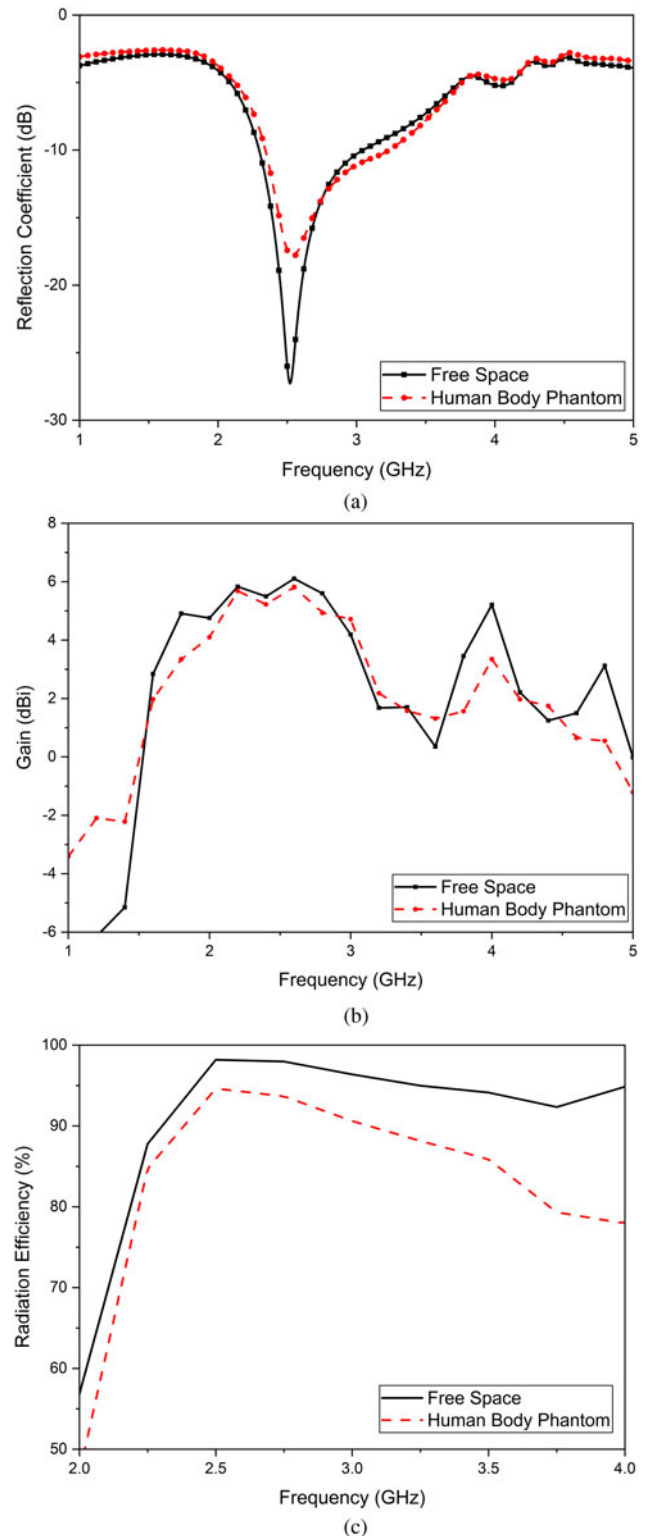 0
-10
-20
-30
Reflection Coefficient (dB)
Free Space
Human Body Phantom
1 2 3 4 5
Frequency (GHz)
(a)
8
6
4
2
0
-2
-4
-6
Gain (dBi)
Free Space
Human Body Phantom
1 2 3 4 5
Frequency (GHz)
(b)
100
90
80
70
60
50
Radiation Efficiency (%)
Free Space
Human Body Phantom
2.0 2.5 3.0 3.5 4.0
Frequency (GHz)
(c)